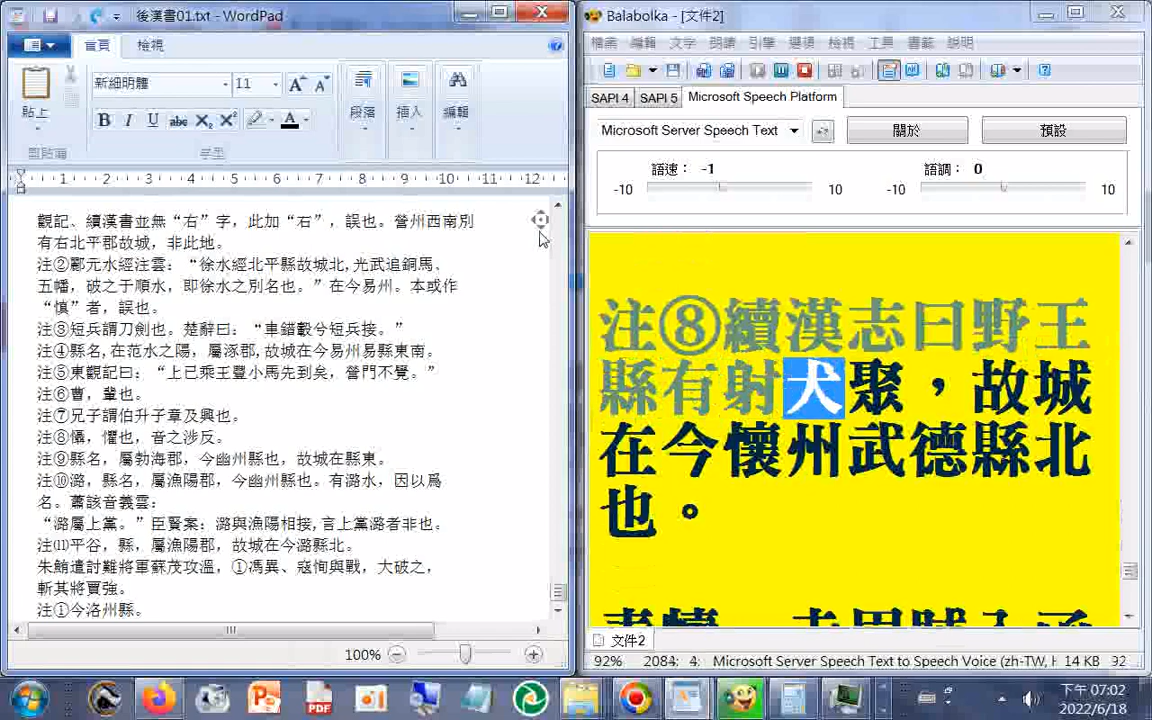 後漢書01.txt - WordPad
首頁 檢視
貼上
新細明體 11
段落 插入 編輯
剪貼簿 字型
1 2 3 4 5 6 7 8 9 10 11 12
觀記、續漢書並無“右”字，此加“右”，誤也。營州西南別
有右北平郡故城，非此地。
注②酈元水經注雲：“徐水經北平縣故城北,光武追銅馬、
五幡，破之于順水，即徐水之別名也。”在今易州。本或作
“慎”者，誤也。
注③短兵謂刀劍也。楚辭曰：“車錯轂兮短兵接。”
注④縣名,在范水之陽，屬涿郡,故城在今易州易縣東南。
注⑤東觀記曰：“上已乘王豐小馬先到矣，營門不覺。”
注⑥曹，輩也。
注⑦兄子謂伯升子章及興也。
注⑧懾，懼也，音之涉反。
注⑨縣名，屬勃海郡，今幽州縣也，故城在縣東。
注⑩潞，縣名，屬漁陽郡，今幽州縣也。有潞水，因以爲
名。蕭該音義雲：
“潞屬上黨。”臣賢案：潞與漁陽相接,言上黨潞者非也。
注⑾平谷，縣，屬漁陽郡，故城在今潞縣北。
朱鮪遣討難將軍蘇茂攻溫，①馮異、寇恂與戰，大破之，
斬其將賈強。
注①今洛州縣。
100%
Balabolka - [文件2]
檔案 編輯 文字 朗讀 引擎 選項 檢視 工具 書籤 說明
SAPI 4 SAPI 5 Microsoft Speech Platform
Microsoft Server Speech Text 關於 預設
語速： -1 語調： 0
-10 10 -10 10
注⑧續漢志曰野王
縣有射犬聚，故城
在今懷州武德縣北
也。
文件2
92% 2084: 4: Microsoft Server Speech Text to Speech Voice (zh-TW, H 14 KB 92
下午 07:02
2022/6/18